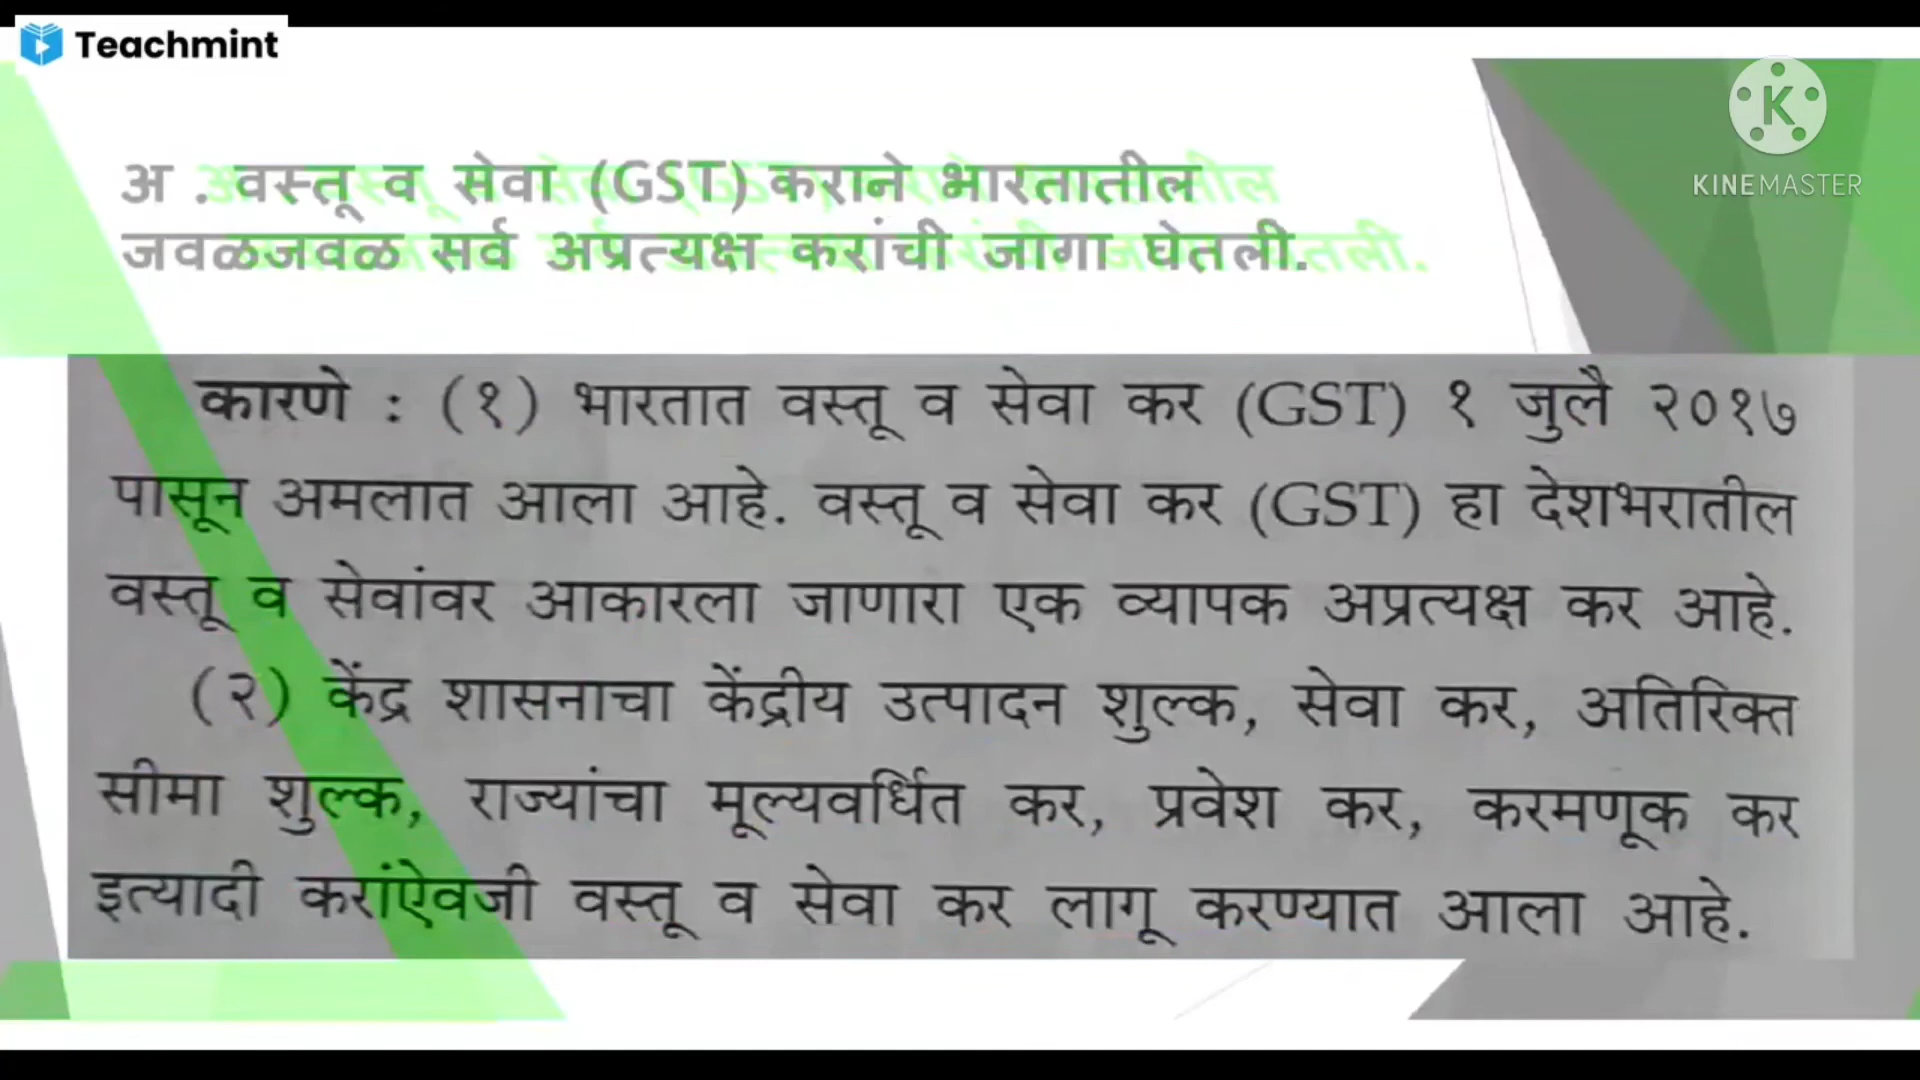 Teachmint
KINEMASTER
अ . वस्तू व सेवा (GST) कराने भारतातील
जवळजवळ सर्व अप्रत्यक्ष करांची जागा घेतली.
कारणे : (१) भारतात वस्तू व सेवा कर (GST) १ जुलै २०१७
पासून अमलात आला आहे. वस्तू व सेवा कर (GST) हा देशभरातील
वस्तू व सेवांवर आकारला जाणारा एक व्यापक अप्रत्यक्ष कर आहे.
(२) केंद्र शासनाचा केंद्रीय उत्पादन शुल्क, सेवा कर, अतिरिक्त
सीमा शुल्क, राज्यांचा मूल्यवर्धित कर, प्रवेश कर, करमणूक कर
इत्यादी करांऐवजी वस्तू व सेवा कर लागू करण्यात आला आहे.